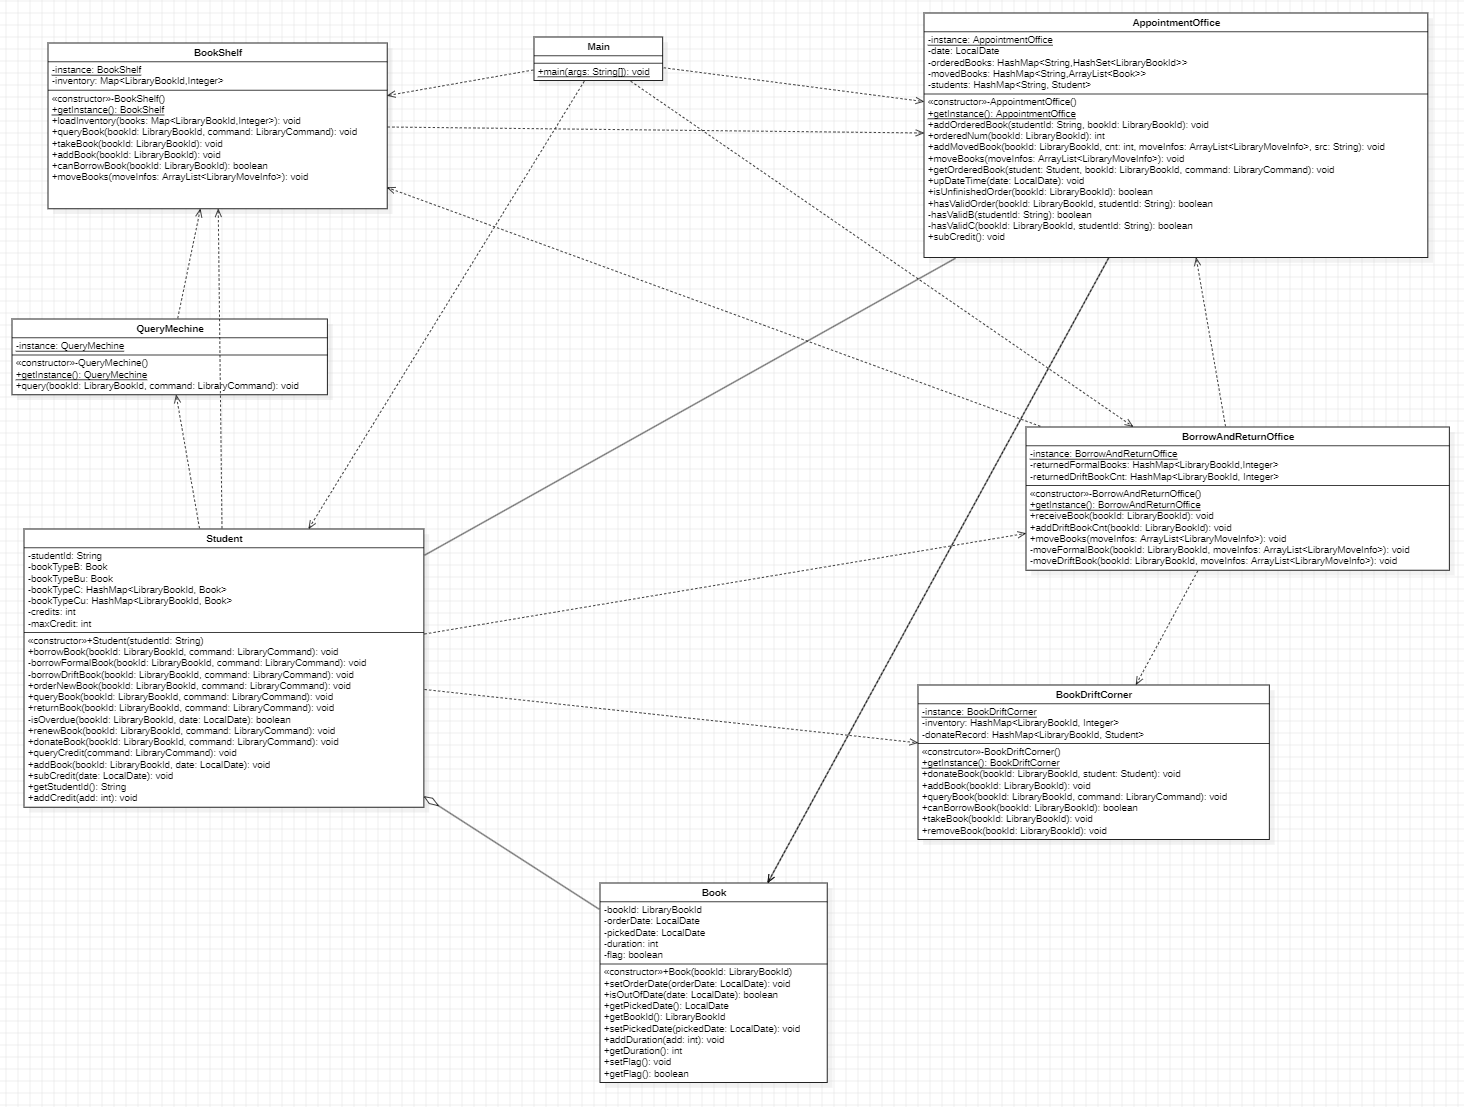 BookShelf
-instance: BookShelf
-inventory: Map<LibraryBookId,Integer>
«constructor»-BookShelf()
+getInstance(): BookShelf
+loadInventory(books: Map<LibraryBookId,Integer>): void
+queryBook(bookId: LibraryBookId, command: LibraryCommand): void
+takeBook(bookId: LibraryBookId): void
+addBook(bookId: LibraryBookId): void
+canBorrowBook(bookId: LibraryBookId): boolean
+moveBooks(moveInfos: ArrayList<LibraryMoveInfo>): void
Main
+main(args: String[]): void
AppointmentOffice
-instance: AppointmentOffice
-date: LocalDate
-orderedBooks: HashMap<String,HashSet<LibraryBookId>>
-movedBooks: HashMap<String,ArrayList<Book>>
-students: HashMap<String, Student>
«constructor»-AppointmentOffice()
+getInstance(): AppointmentOffice
+addOrderedBook(studentId: String, bookId: LibraryBookId): void
+orderedNum(bookId: LibraryBookId): int
+addMovedBook(bookId: LibraryBookId, cnt: int, moveInfos: ArrayList<LibraryMoveInfo>, src: String): void
+moveBooks(moveInfos: ArrayList<LibraryMoveInfo>): void
+getOrderedBook(student: Student, bookId: LibraryBookId, command: LibraryCommand): void
+upDateTime(date: LocalDate): void
+isUnfinishedOrder(bookId: LibraryBookId): boolean
+hasValidOrder(bookId: LibraryBookId, studentId: String): boolean
-hasValidB(studentId: String): boolean
-hasValidC(bookId: LibraryBookId, studentId: String): boolean
+subCredit(): void
QueryMechine
-instance: QueryMechine
«constructor»-QueryMechine()
+getInstance(): QueryMechine
+query(bookId: LibraryBookId, command: LibraryCommand): void
BorrowAndReturnOffice
-instance: BorrowAndReturnOffice
-returnedFormalBooks: HashMap<LibraryBookId,Integer>
-returnedDriftBookCnt: HashMap<LibraryBookId, Integer>
«constructor»-BorrowAndReturnOffice()
+getInstance(): BorrowAndReturnOffice
+receiveBook(bookId: LibraryBookId): void
+addDriftBookCnt(bookId: LibraryBookId): void
+moveBooks(moveInfos: ArrayList<LibraryMoveInfo>): void
-moveFormalBook(bookId: LibraryBookId, moveInfos: ArrayList<LibraryMoveInfo>): void
-moveDriftBook(bookId: LibraryBookId, moveInfos: ArrayList<LibraryMoveInfo>): void
Student
-studentId: String
-bookTypeB: Book
-bookTypeBu: Book
-bookTypeC: HashMap<LibraryBookId, Book>
-bookTypeCu: HashMap<LibraryBookId, Book>
-credits: int
-maxCredit: int
«constructor»+Student(studentId: String)
+borrowBook(bookId: LibraryBookId, command: LibraryCommand): void
-borrowFormalBook(bookId: LibraryBookId, command: LibraryCommand): void
-borrowDriftBook(bookId: LibraryBookId, command: LibraryCommand): void
+orderNewBook(bookId: LibraryBookId, command: LibraryCommand): void
+queryBook(bookId: LibraryBookId, command: LibraryCommand): void
+returnBook(bookId: LibraryBookId, command: LibraryCommand): void
-isOverdue(bookId: LibraryBookId, date: LocalDate): boolean
+renewBook(bookId: LibraryBookId, command: LibraryCommand): void
+donateBook(bookId: LibraryBookId, command: LibraryCommand): void
+queryCredit(command: LibraryCommand): void
+addBook(bookId: LibraryBookId, date: LocalDate): void
+subCredit(date: LocalDate): void
+getStudentId(): String
+addCredit(add: int): void
BookDriftCorner
-instance: BookDriftCorner
-inventory: HashMap<LibraryBookId, Integer>
-donateRecord: HashMap<LibraryBookId, Student>
«constrcutor»-BookDriftCorner()
+getInstance(): BookDriftCorner
+donateBook(bookId: LibraryBookId, student: Student): void
+addBook(bookId: LibraryBookId): void
+queryBook(bookId: LibraryBookId, command: LibraryCommand): void
+canBorrowBook(bookId: LibraryBookId): boolean
+takeBook(bookId: LibraryBookId): void
+removeBook(bookId: LibraryBookId): void
Book
-bookId: LibraryBookId
-orderDate: LocalDate
-pickedDate: LocalDate
-duration: int
-flag: boolean
«constructor»+Book(bookId: LibraryBookId)
+setOrderDate(orderDate: LocalDate): void
+isOutOfDate(date: LocalDate): boolean
+getPickedDate(): LocalDate
+getBookId(): LibraryBookId
+setPickedDate(pickedDate: LocalDate): void
+addDuration(add: int): void
+getDuration(): int
+setFlag(): void
+getFlag(): boolean